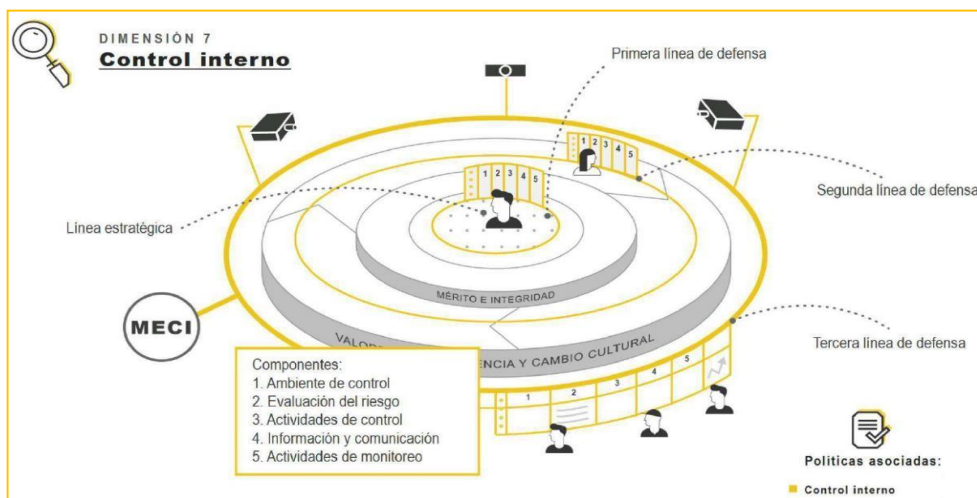 DIMENSIÓN 7
Control interno
Primera línea de defensa
1 2 3 4 5
1 2 3 4 5
Segunda línea de defensa
Línea estratégica
MÉRITO E INTEGRIDAD
MECI
VALOR
ENCIA Y CAMBIO CULTURAL
Tercera línea de defensa
Componentes:
1. Ambiente de control
2. Evaluación del riesgo
3. Actividades de control
4. Información y comunicación
5. Actividades de monitoreo
1 2 3 4 5
Políticas asociadas:
Control interno